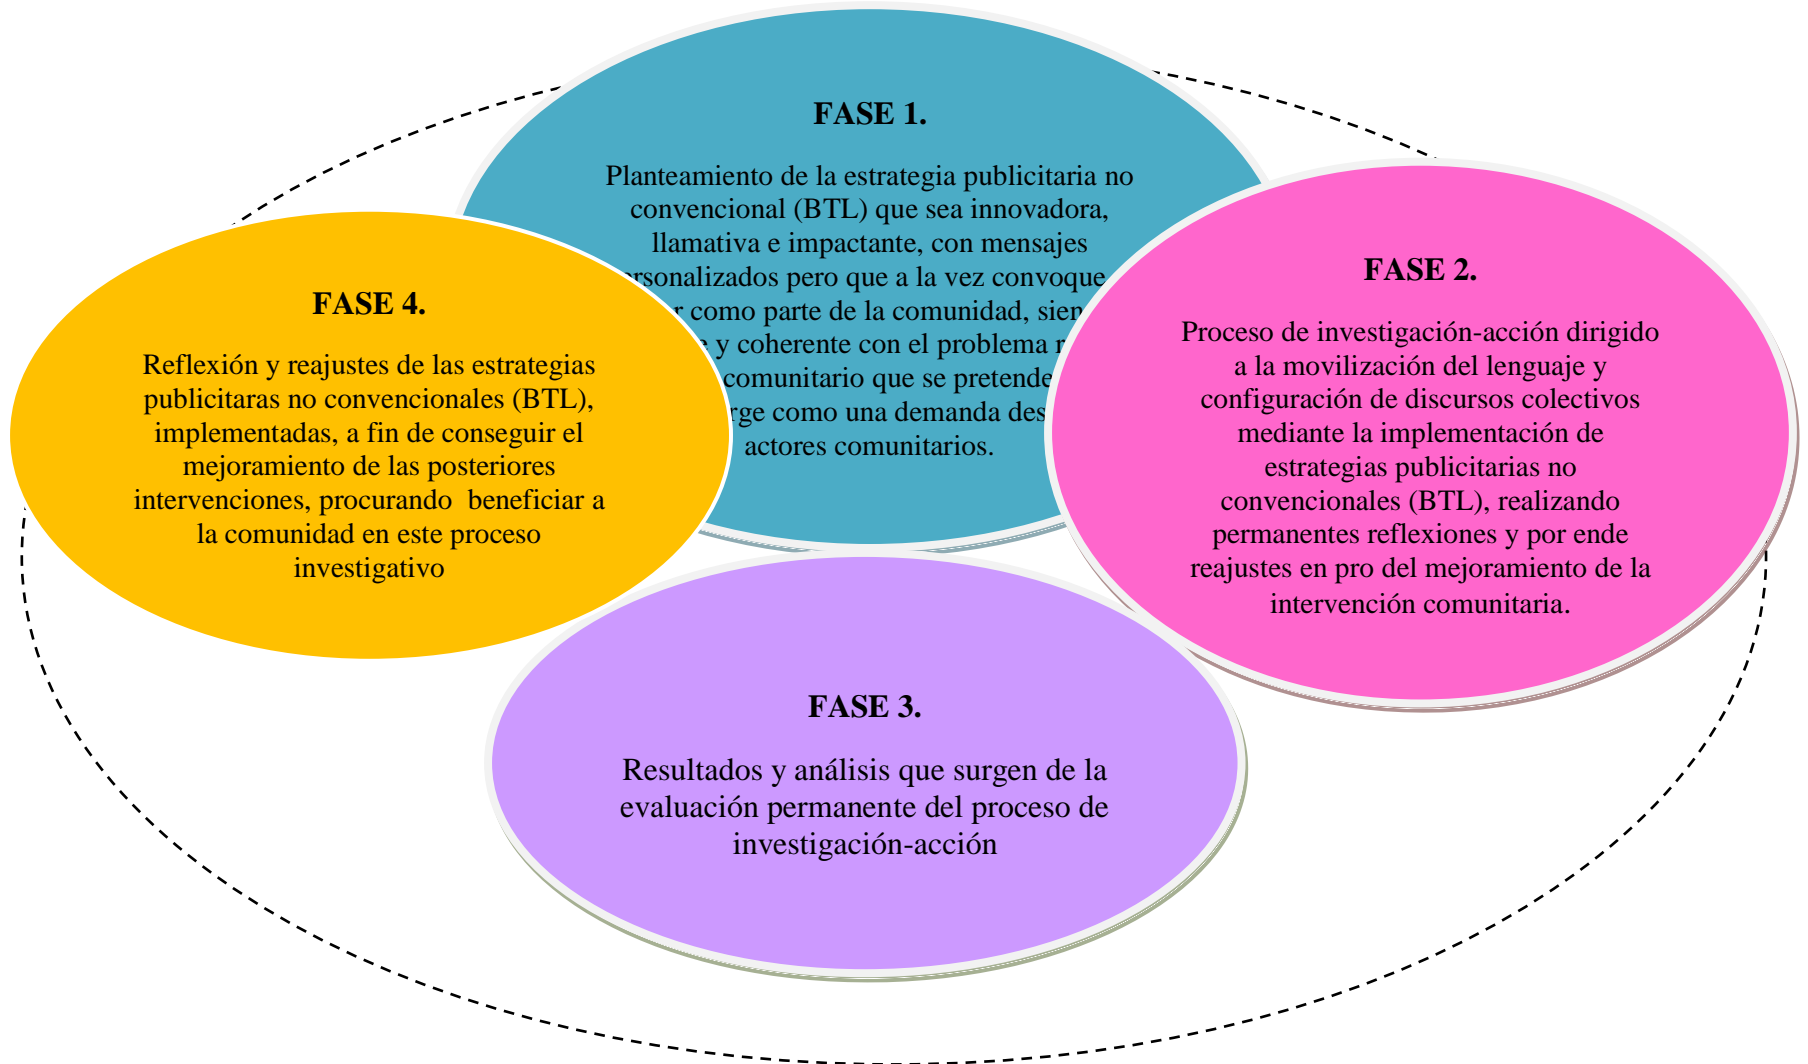 FASE 1.
Planteamiento de la estrategia publicitaria no
convencional (BTL) que sea innovadora,
llamativa e impactante, con mensajes
pero que a la vez convoque
como parte de la comunidad,
y coherente con el problema
comunitario que se pretende
como una demanda
actores comunitarios.
FASE 2.
Proceso de investigación-acción dirigido
a la movilización del lenguaje y
configuración de discursos colectivos
mediante la implementación de
estrategias publicitarias no
convencionales (BTL), realizando
permanentes reflexiones y por ende
reajustes en pro del mejoramiento de la
intervención comunitaria.
FASE 3.
Resultados y análisis que surgen de la
evaluación permanente del proceso de
investigación-acción
FASE 4.
Reflexión y reajustes de las estrategias
publicitaras no convencionales (BTL),
implementadas, a fin de conseguir el
mejoramiento de las posteriores
intervenciones, procurando  beneficiar a
la comunidad en este proceso
investigativo